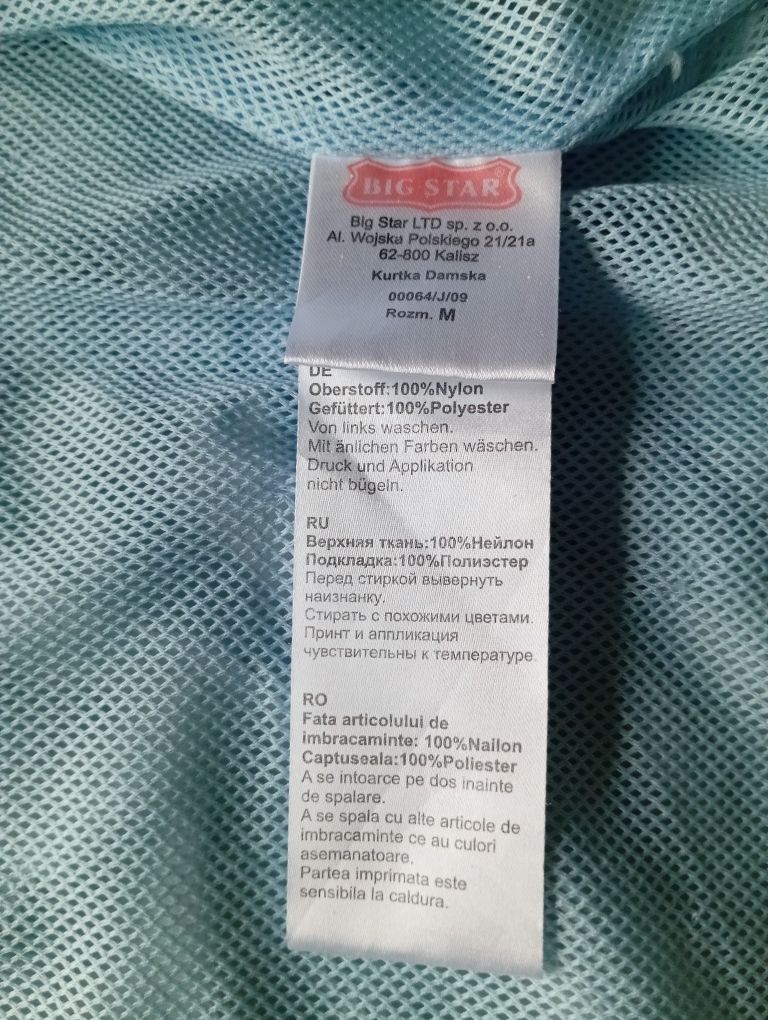 BIG STAR®
Big Star LTD sp. z o.o.
Al. Wojska Polskiego 21/21a
62-800 Kalisz
Kurtka Damska
00064/J/09
Rozm. M
DE
Oberstoff:100%Nylon
Gefüttert:100%Polyester
Von links waschen.
Mit änlichen Farben wäschen.
Druck und Applikation
nicht bügeln.
RU
Верхняя ткань:100%Нейлон
Подкладка:100%Полиэстер
Перед стиркой вывернуть
наизнанку.
Стирать с похожими цветами.
Принт и аппликация
чувствительны к температуре.
RO
Fata articolului de
imbracaminte: 100%Nailon
Captuseala:100%Poliester
A se intoarce pe dos inainte
de spalare.
A se spala cu alte articole de
imbracaminte ce au culori
asemanatoare.
Partea imprimata este
sensibila la caldura.